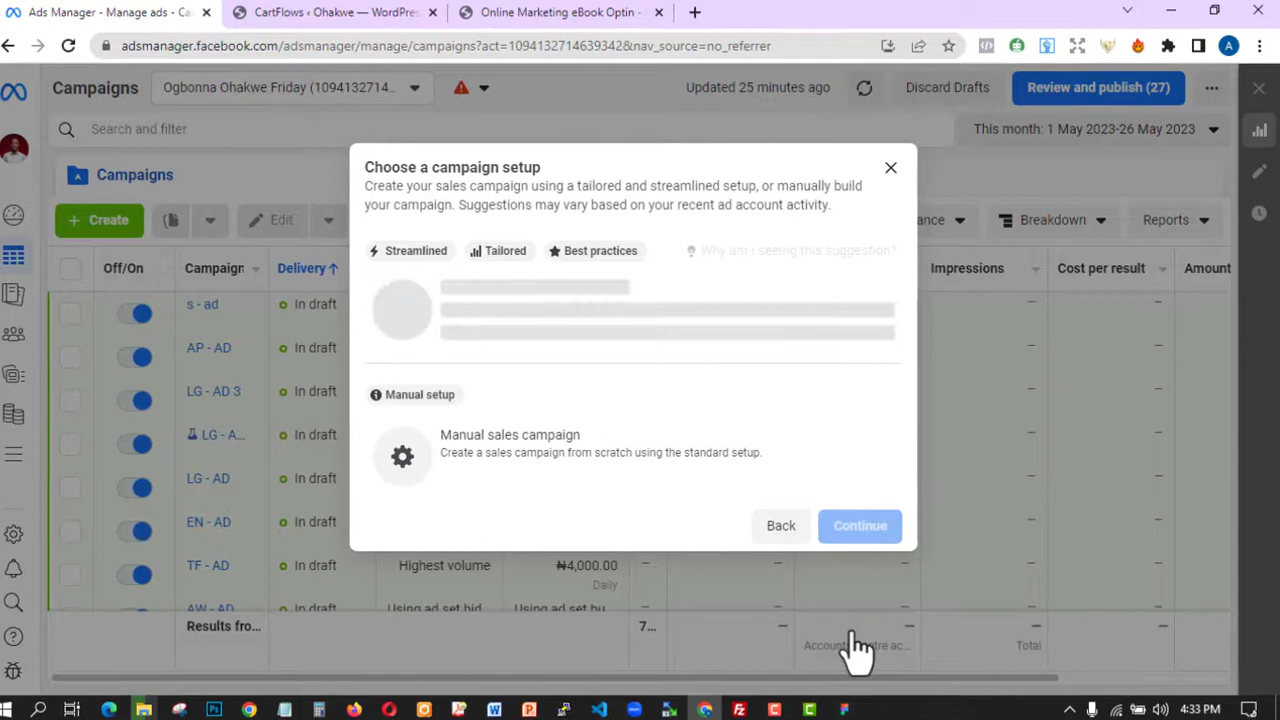 Ads Manager - Manage ads - Ca
CartFlows ‹ Ohakwe — WordPres
Online Marketing eBook Optin -
adsmanager.facebook.com/adsmanager/manage/campaigns?act=1094132714639342&nav_source=no_referrer
A
Campaigns
Ogbonna Ohakwe Friday (1094132714...
Updated 25 minutes ago
Discard Drafts
Review and publish (27)
Search and filter
This month: 1 May 2023-26 May 2023
Campaigns
Create
Edit
Breakdown
Reports
Off/On
Campaign
Delivery
Impressions
Cost per result
Amoun
s - ad
In draft
AP - AD
In draft
LG - AD 3
In draft
LG - A...
In draft
LG - AD
In draft
EN - AD
In draft
TF - AD
In draft
Highest volume
₦4,000.00
Daily
AW - AD
In draft
Using ad set bid
Using ad set bu
Results fro...
7...
Total
Choose a campaign setup
Create your sales campaign using a tailored and streamlined setup, or manually build
your campaign. Suggestions may vary based on your recent ad account activity.
Streamlined
Tailored
Best practices
Why am I seeing this suggestion?
Manual setup
Manual sales campaign
Create a sales campaign from scratch using the standard setup.
Back
Continue
4:33 PM